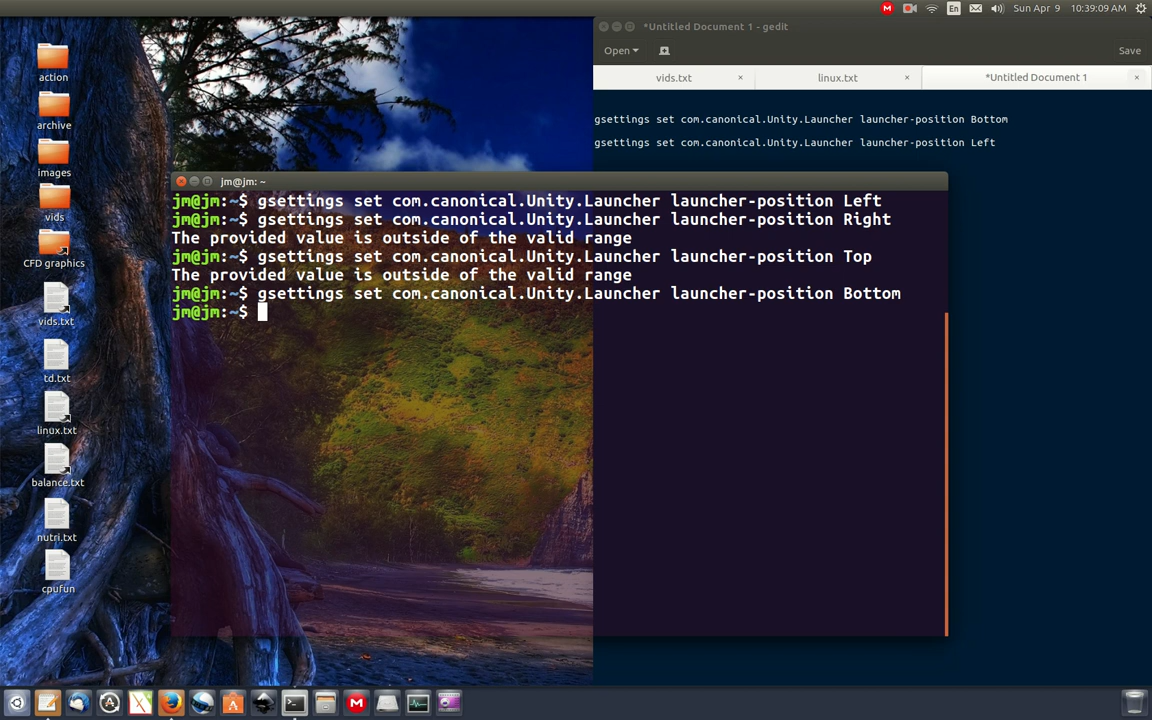 En
Sun Apr 9
10:39:09 AM
*Untitled Document 1 - gedit
Open
Save
vids.txt
linux.txt
*Untitled Document 1
gsettings set com.canonical.Unity.Launcher launcher-position Bottom
gsettings set com.canonical.Unity.Launcher launcher-position Left
action
archive
images
vids
CFD graphics
vids.txt
td.txt
linux.txt
balance.txt
nutri.txt
cpufun
jm@jm: ~
jm@jm:~$ gsettings set com.canonical.Unity.Launcher launcher-position Left
jm@jm:~$ gsettings set com.canonical.Unity.Launcher launcher-position Right
The provided value is outside of the valid range
jm@jm:~$ gsettings set com.canonical.Unity.Launcher launcher-position Top
The provided value is outside of the valid range
jm@jm:~$ gsettings set com.canonical.Unity.Launcher launcher-position Bottom
jm@jm:~$